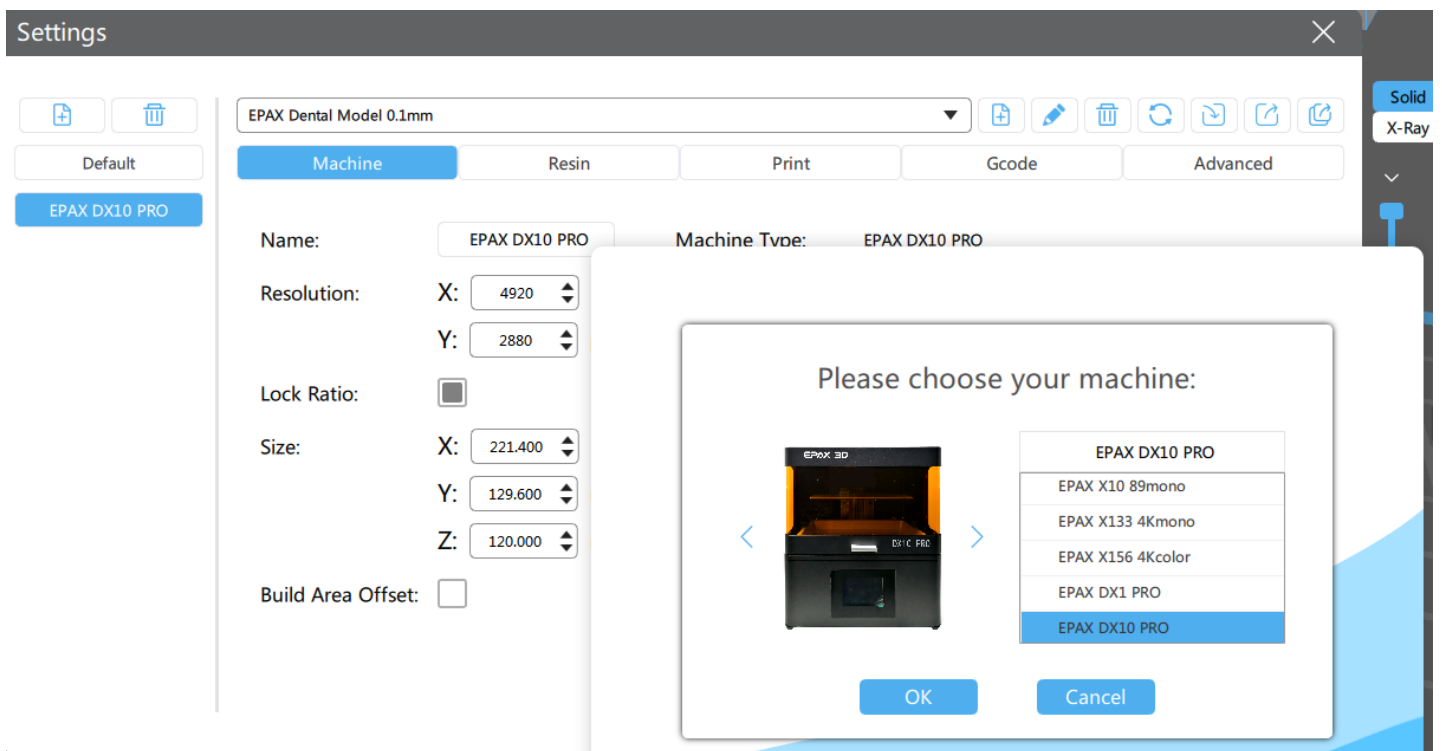 Settings
Solid
X-Ray
EPAX Dental Model 0.1mm
Default
Machine Resin Print Gcode Advanced
EPAX DX10 PRO
Name: EPAX DX10 PRO Machine Type: EPAX DX10 PRO
Resolution: X: 4920
Y: 2880
Lock Ratio:
Size: X: 221.400
Y: 129.600
Z: 120.000
Build Area Offset:
Please choose your machine:
EPAX 3D
DX10 PRO
EPAX DX10 PRO
EPAX X10 89mono
EPAX X133 4Kmono
EPAX X156 4Kcolor
EPAX DX1 PRO
EPAX DX10 PRO
OK Cancel